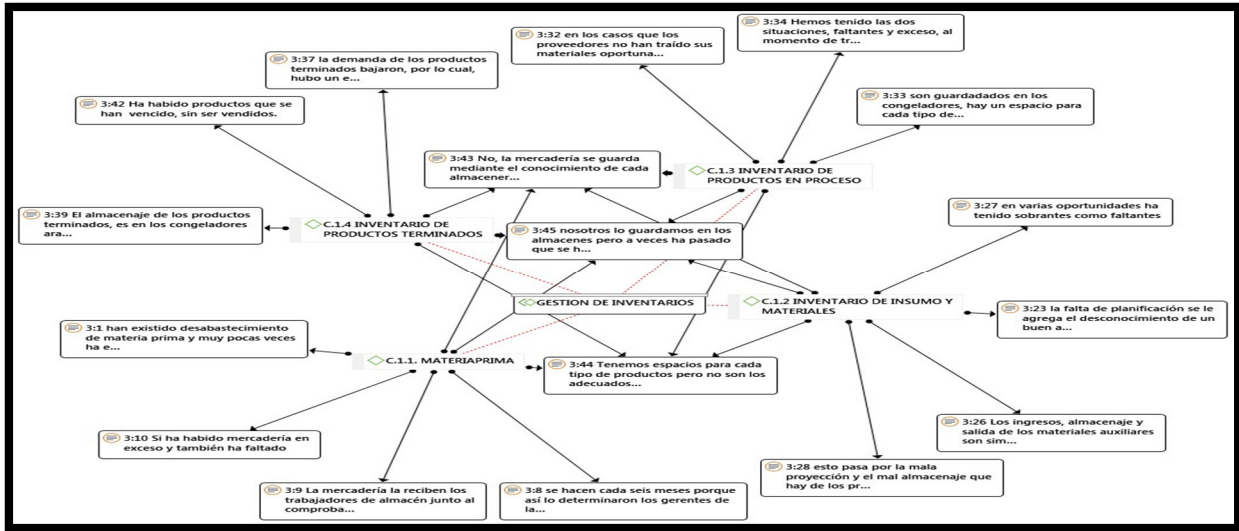 3:34 Hemos tenido las dos
situaciones, faltantes y exceso, al
momento de tr...
3:32 en los casos que los
proveedores no han traído sus
materiales oportuna...
3:37 la demanda de los productos
terminados bajaron, por lo cual,
hubo un e...
3:42 Ha habido productos que se
han vencido, sin ser vendidos.
3:33 son guardadados en los
congeladores, hay un espacio para
cada tipo de...
3:43 No, la mercadería se guarda
mediante el conocimiento de cada
almacener...
C.1.3 INVENTARIO DE
PRODUCTOS EN PROCESO
3:27 en varias oportunidades ha
tenido sobrantes como faltantes
3:39 El almacenaje de los productos
terminados, es en los congeladores
ara...
C.1.4 INVENTARIO DE
PRODUCTOS TERMINADOS
3:45 nosotros lo guardamos en los
almacenes pero a veces ha pasado
que se h...
GESTION DE INVENTARIOS
C.1.2 INVENTARIO DE INSUMO Y
MATERIALES
3:23 la falta de planificación se le
agrega el desconocimiento de un
buen a...
3:1 han existido desabastecimiento
de materia prima y muy pocas veces
ha e...
C.1.1. MATERIAPRIMA
3:44 Tenemos espacios para cada
tipo de productos pero no son los
adecuados...
3:10 Si ha habido mercadería en
exceso y también ha faltado
3:26 Los ingresos, almacenaje y
salida de los materiales auxiliares
son sim...
3:28 esto pasa por la mala
proyección y el mal almacenaje que
hay de los pr...
3:9 La mercadería la reciben los
trabajadores de almacén junto al
comproba...
3:8 se hacen cada seis meses porque
así lo determinaron los gerentes de
la...